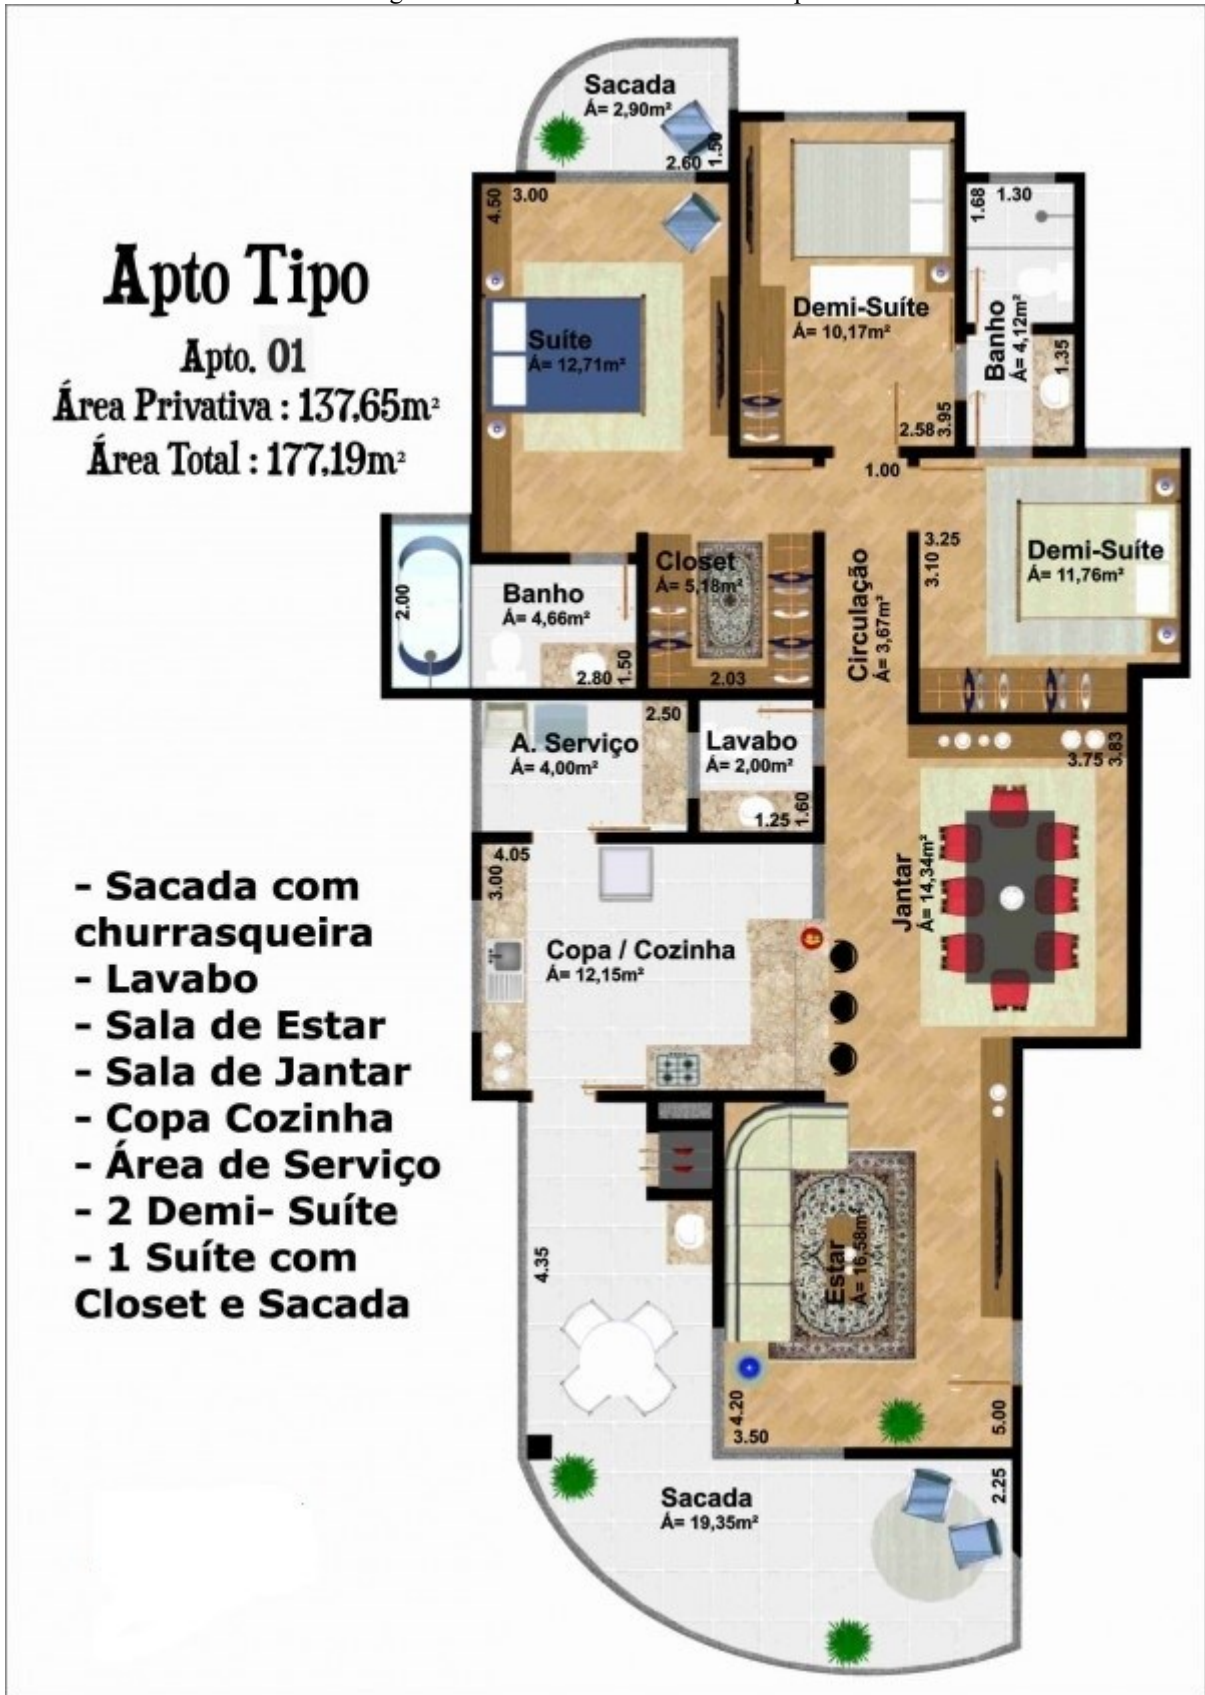 Apto Tipo
Apto. 01
Área Privativa : 137,65m²
Área Total : 177,19m²
- Sacada com
churrasqueira
- Lavabo
- Sala de Estar
- Sala de Jantar
- Copa Cozinha
- Área de Serviço
- 2 Demi- Suíte
- 1 Suíte com
Closet e Sacada
Sacada
Á= 2,90m²
2.60
1.50
4.50
3.00
Suíte
Á= 12,71m²
Demi-Suíte
Á= 10,17m²
2.58
3.95
1.68
1.30
Banho
Á= 4,12m²
1.35
1.00
3.25
3.10
Demi-Suíte
Á= 11,76m²
2.00
Banho
Á= 4,66m²
2.80
1.50
Closet
Á= 5,18m²
2.03
Circulação
Á= 3,67m²
2.50
A. Serviço
Á= 4,00m²
Lavabo
Á= 2,00m²
1.25
1.60
3.75
3.83
Jantar
Á= 14,34m²
4.05
3.00
Copa / Cozinha
Á= 12,15m²
4.35
Estar
Á= 16,58m²
4.20
3.50
5.00
2.25
Sacada
Á= 19,35m²